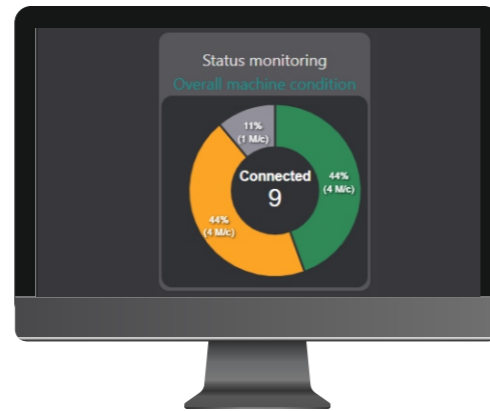 Status monitoring
Overall machine condition
11%
(1 M/c)
Connected
9
44%
(4 M/c)
44%
(4 M/c)